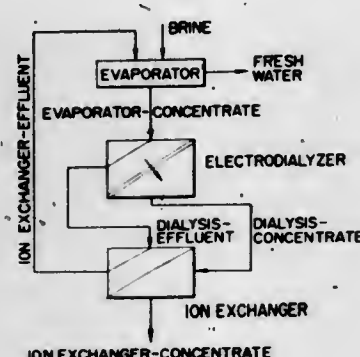 BRINE
EVAPORATOR
FRESH
WATER
EVAPORATOR-CONCENTRATE
ION EXCHANGER-EFFLUENT
ELECTRODIALYZER
DIALYSIS-
EFFLUENT
DIALYSIS-
CONCENTRATE
ION EXCHANGER
ION EXCHANGER-CONCENTRATE